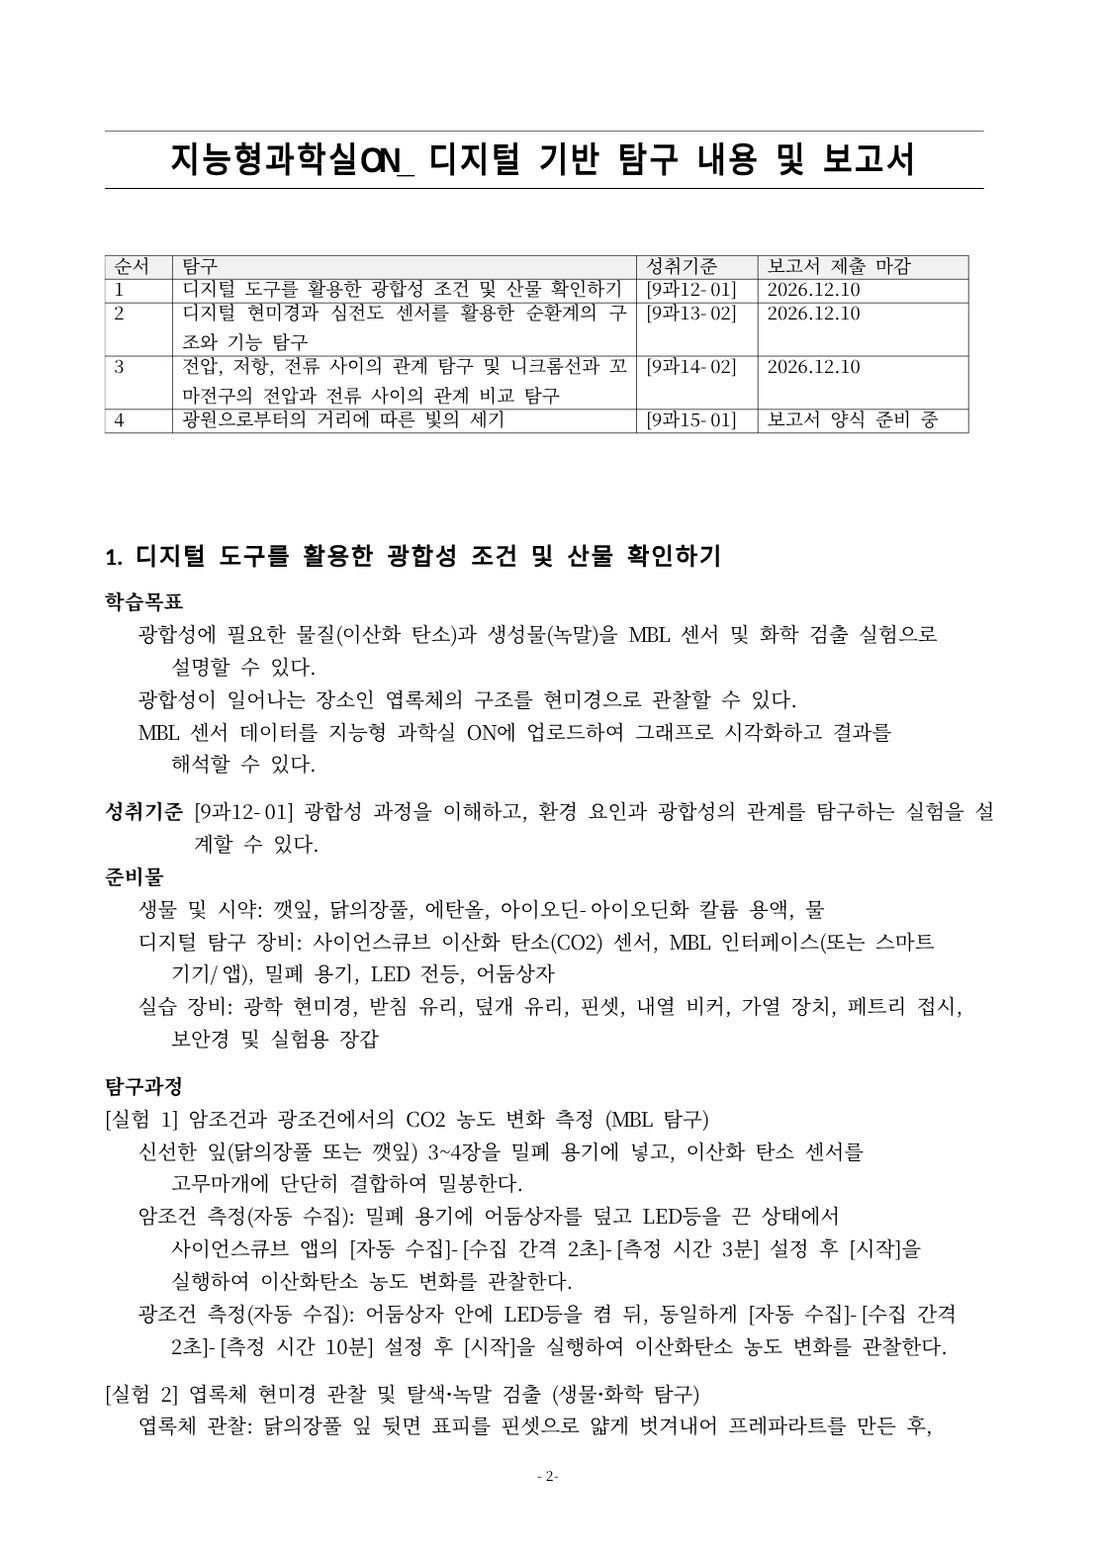 지능형과학실ON_ 디지털 기반 탐구 내용 및 보고서
순서 탐구 성취기준 보고서 제출 마감
1 디지털 도구를 활용한 광합성 조건 및 산물 확인하기 [9과12-01] 2026.12.10
2 디지털 현미경과 심전도 센서를 활용한 순환계의 구 [9과13-02] 2026.12.10
조와 기능 탐구
3 전압, 저항, 전류 사이의 관계 탐구 및 니크롬선과 꼬 [9과14-02] 2026.12.10
마전구의 전압과 전류 사이의 관계 비교 탐구
4 광원으로부터의 거리에 따른 빛의 세기 [9과15-01] 보고서 양식 준비 중
1. 디지털 도구를 활용한 광합성 조건 및 산물 확인하기
학습목표
광합성에 필요한 물질(이산화 탄소)과 생성물(녹말)을 MBL 센서 및 화학 검출 실험으로
설명할 수 있다.
광합성이 일어나는 장소인 엽록체의 구조를 현미경으로 관찰할 수 있다.
MBL 센서 데이터를 지능형 과학실 ON에 업로드하여 그래프로 시각화하고 결과를
해석할 수 있다.
성취기준 [9과12-01] 광합성 과정을 이해하고, 환경 요인과 광합성의 관계를 탐구하는 실험을 설
계할 수 있다.
준비물
생물 및 시약: 깻잎, 닭의장풀, 에탄올, 아이오딘-아이오딘화 칼륨 용액, 물
디지털 탐구 장비: 사이언스큐브 이산화 탄소(CO2) 센서, MBL 인터페이스(또는 스마트
기기/앱), 밀폐 용기, LED 전등, 어둠상자
실습 장비: 광학 현미경, 받침 유리, 덮개 유리, 핀셋, 내열 비커, 가열 장치, 페트리 접시,
보안경 및 실험용 장갑
탐구과정
[실험 1] 암조건과 광조건에서의 CO2 농도 변화 측정 (MBL 탐구)
신선한 잎(닭의장풀 또는 깻잎) 3~4장을 밀폐 용기에 넣고, 이산화 탄소 센서를
고무마개에 단단히 결합하여 밀봉한다.
암조건 측정(자동 수집): 밀폐 용기에 어둠상자를 덮고 LED등을 끈 상태에서
사이언스큐브 앱의 [자동 수집]-[수집 간격 2초]-[측정 시간 3분] 설정 후 [시작]을
실행하여 이산화탄소 농도 변화를 관찰한다.
광조건 측정(자동 수집): 어둠상자 안에 LED등을 켬 뒤, 동일하게 [자동 수집]-[수집 간격
2초]-[측정 시간 10분] 설정 후 [시작]을 실행하여 이산화탄소 농도 변화를 관찰한다.
[실험 2] 엽록체 현미경 관찰 및 탈색·녹말 검출 (생물·화학 탐구)
엽록체 관찰: 닭의장풀 잎 뒷면 표피를 핀셋으로 얇게 벗겨내어 프레파라트를 만든 후,
- 2-